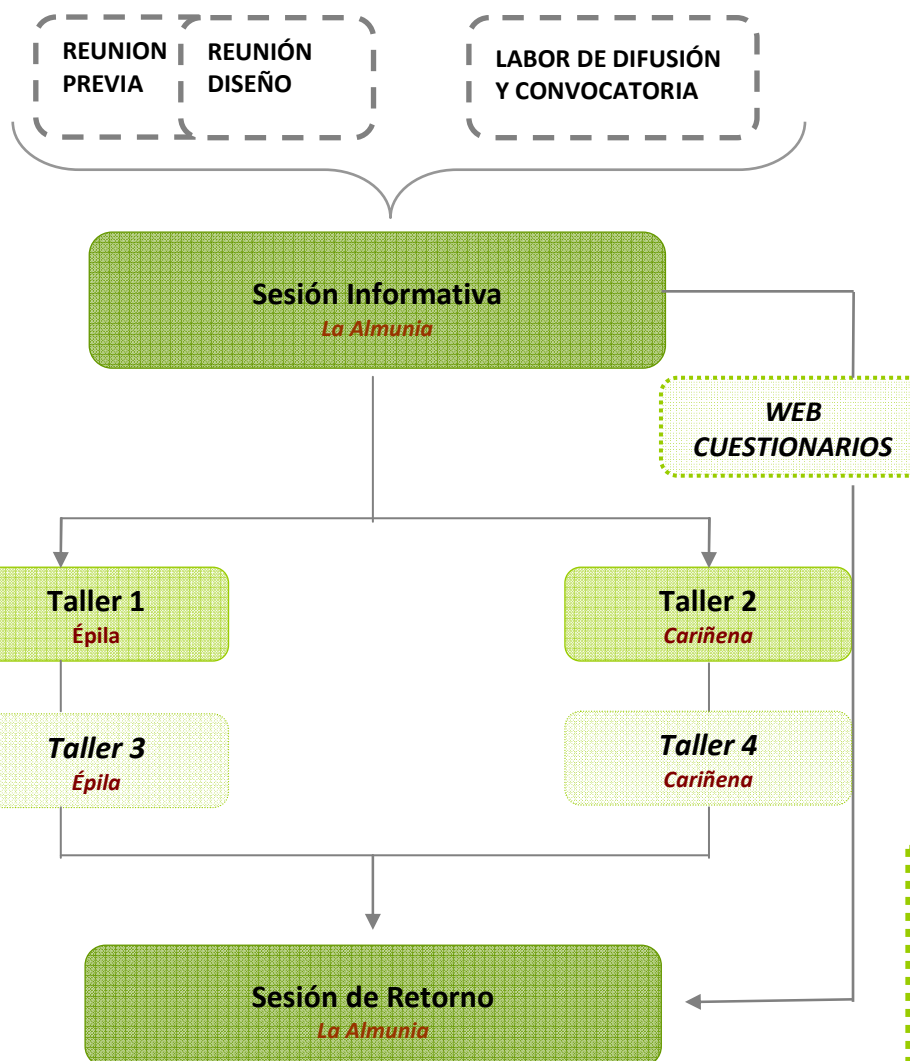 REUNION
PREVIA
REUNIÓN
DISEÑO
LABOR DE DIFUSIÓN
Y CONVOCATORIA
Sesión Informativa
La Almunia
WEB
CUESTIONARIOS
Taller 1
Épila
Taller 2
Cariñena
Taller 3
Épila
Taller 4
Cariñena
Sesión de Retorno
La Almunia